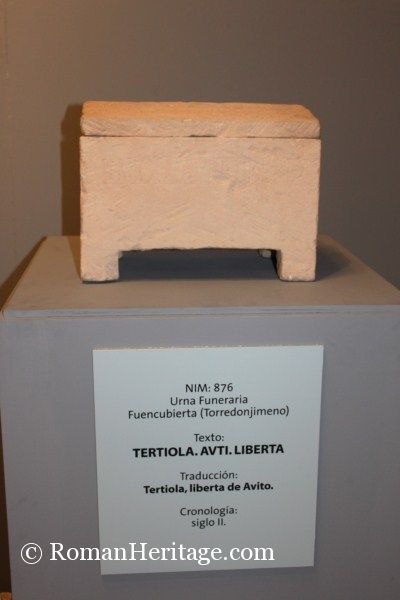 NIM: 876
Urna Funeraria
Fuencubierta (Torredonjimeno)
Texto:
TERTIOLA. AVTI. LIBERTA
Traducción:
Tertiola, liberta de Avito.
Cronología:
siglo II.
© RomanHeritage.com